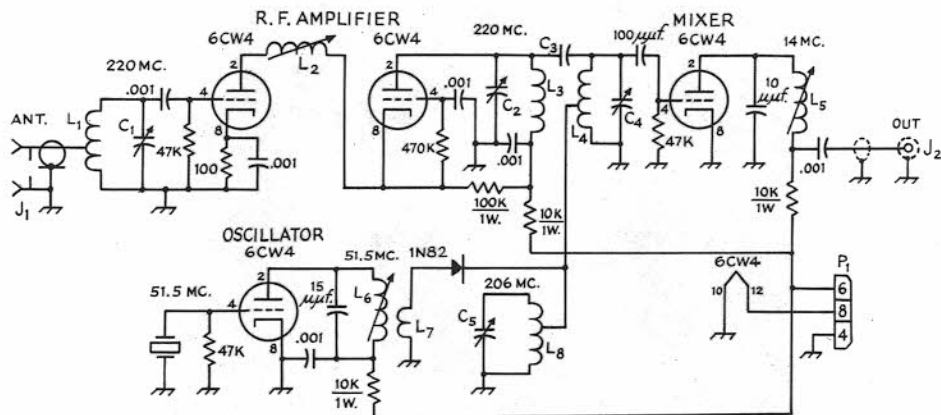 R.F. AMPLIFIER
MIXER
6CW4
6CW4
100 µµf.
6CW4
220 MC.
C3
14 MC.
220 MC.
L2
.001
.001
C2
L3
10 µµf.
L5
ANT.
L1
C1
47K
100
.001
470K
.001
L4
C4
47K
OUT
J2
.001
J1
100K
1W.
10K
1W.
10K
1W
OSCILLATOR
6CW4
51.5 MC.
1N82
51.5 MC.
15 µµf.
L6
L7
206 MC.
C5
L8
6CW4
P1
10
12
6
8
4
47K
.001
10K
1W.
2
4
8
2
4
8
2
4
8
2
4
8